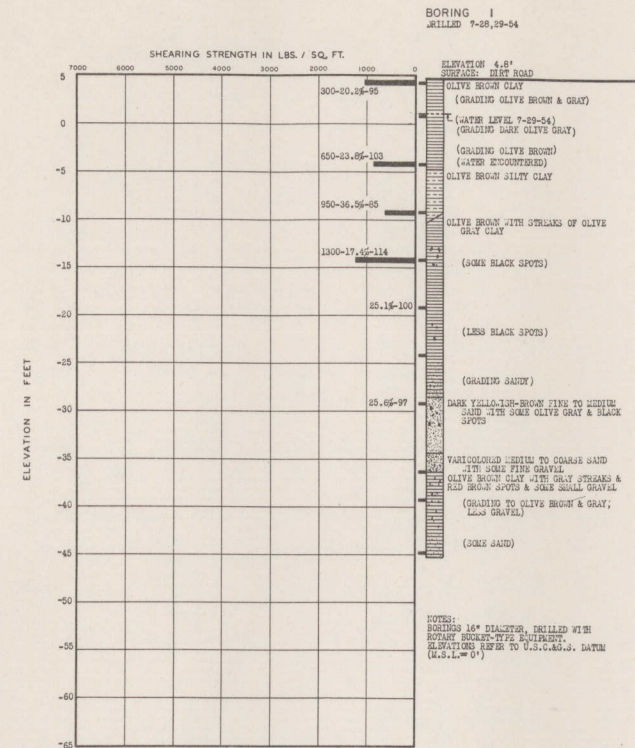 BORING 1
DRILLED 7-28,29-54
SHEARING STRENGTH IN LBS. / SQ. FT.
7000 6000 5000 4000 3000 2000 1000 0
ELEVATION 4.8'
SURFACE: DIRT ROAD
5
OLIVE BROWN CLAY
300-20.2%-95
(GRADING OLIVE BROWN & GRAY)
0
(WATER LEVEL 7-29-54)
(GRADING DARK OLIVE GRAY)
650-23.8%-103
(GRADING OLIVE BROWN)
(WATER ENCOUNTERED)
-5
OLIVE BROWN SILTY CLAY
950-36.5%-85
-10
OLIVE BROWN WITH STREAKS OF OLIVE
GRAY CLAY
1300-17.4%-114
(SOME BLACK SPOTS)
-15
25.1%-100
-20
(LESS BLACK SPOTS)
-25
(GRADING SANDY)
25.6%-97
DARK YELLOWISH-BROWN FINE TO MEDIUM
SAND WITH SOME OLIVE GRAY & BLACK
SPOTS
-30
-35
VARICOLORED MEDIUM TO COARSE SAND
WITH SOME FINE GRAVEL
OLIVE BROWN CLAY WITH GRAY STREAKS &
RED BROWN SPOTS & SOME SMALL GRAVEL
-40
(GRADING TO OLIVE BROWN & GRAY;
LESS GRAVEL)
(SOME SAND)
-45
-50
-55
-60
-65
ELEVATION IN FEET
NOTES:
BORINGS 16" DIAMETER, DRILLED WITH
ROTARY BUCKET-TYPE EQUIPMENT.
ELEVATIONS REFER TO U.S.C.&G.S. DATUM
(M.S.L.= 0')